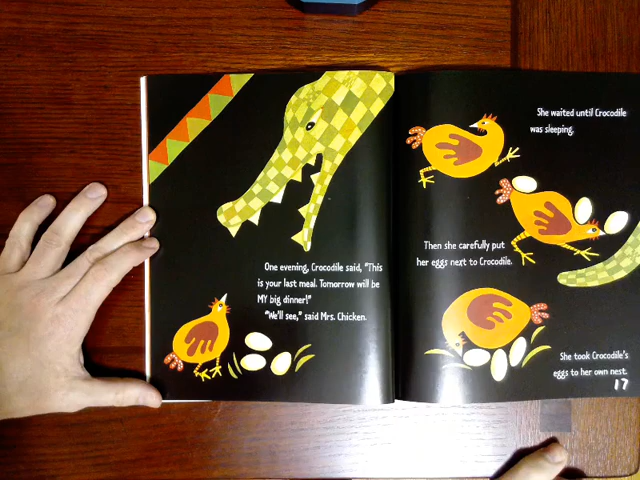 One evening, Crocodile said, "This
is your last meal. Tomorrow will be
MY big dinner!"
"We'll see," said Mrs. Chicken.
She waited until Crocodile
was sleeping.
Then she carefully put
her eggs next to Crocodile.
She took Crocodile's
eggs to her own nest.
17